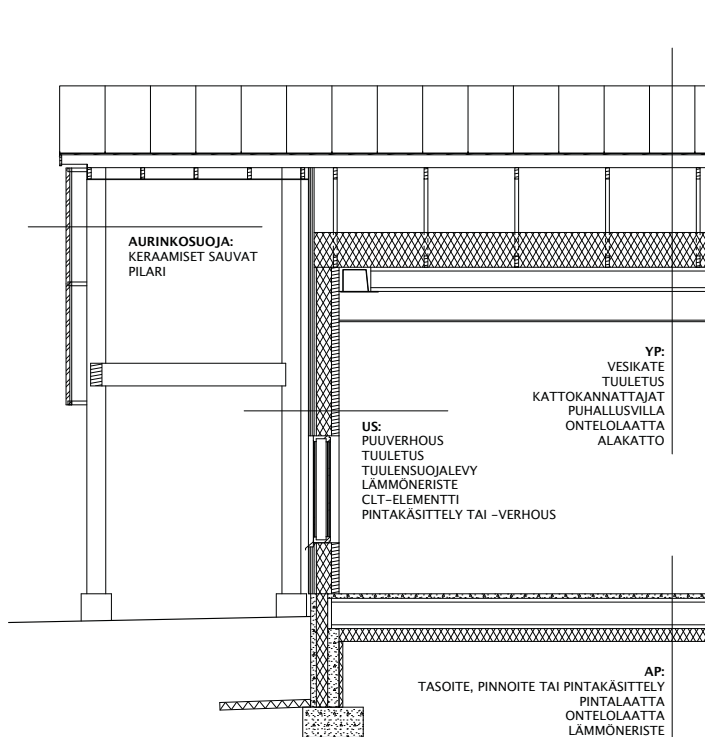 AURINKOSUOJA:
KERAAMISET SAUVAT
PILARI
YP:
VESIKATE
TUULETUS
KATTOKANNATTAJAT
PUHALLUSVILLA
ONTELOLAATTA
ALAKATTO
US:
PUUVERHOUS
TUULETUS
TUULENSUOJALEVY
LÄMMÖNERISTE
CLT-ELEMENTTI
PINTAKÄSITTELY TAI -VERHOUS
AP:
TASOITE, PINNOITE TAI PINTAKÄSITTELY
PINTALAATTA
ONTELOLAATTA
LÄMMÖNERISTE